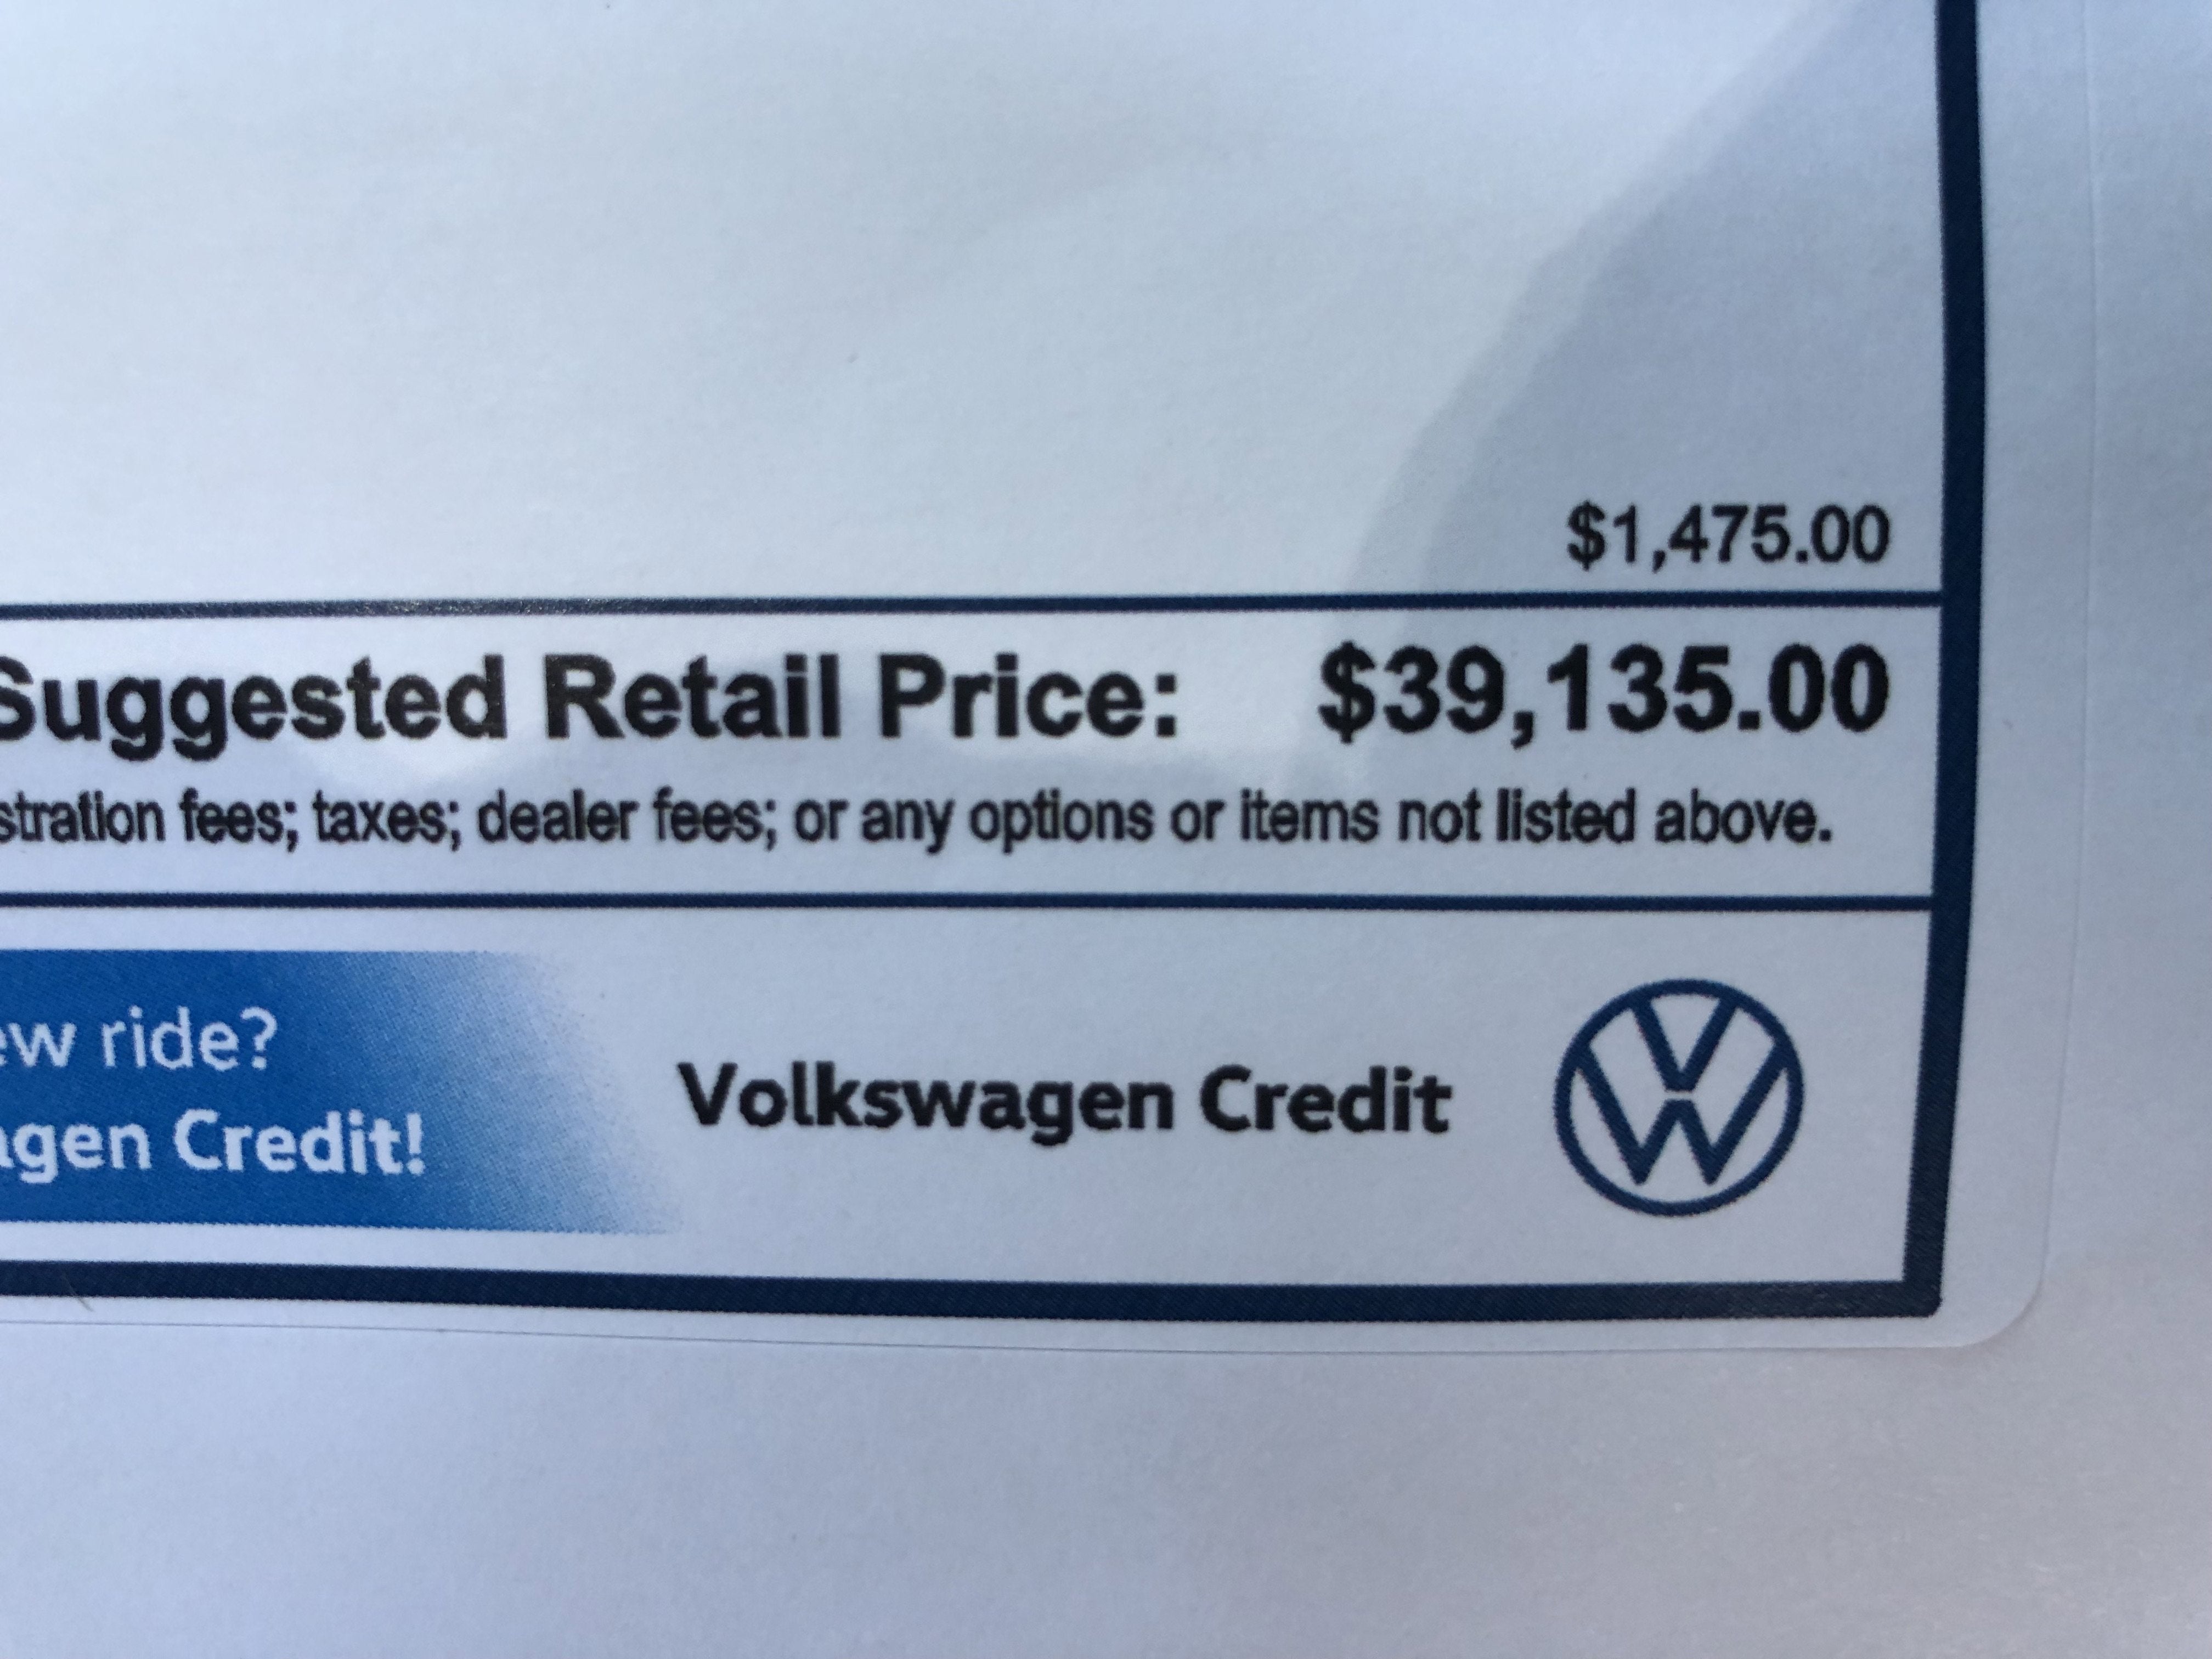 $1,475.00
Suggested Retail Price: $39,135.00
stration fees; taxes; dealer fees; or any options or items not listed above.
ew ride?
agen Credit!
Volkswagen Credit